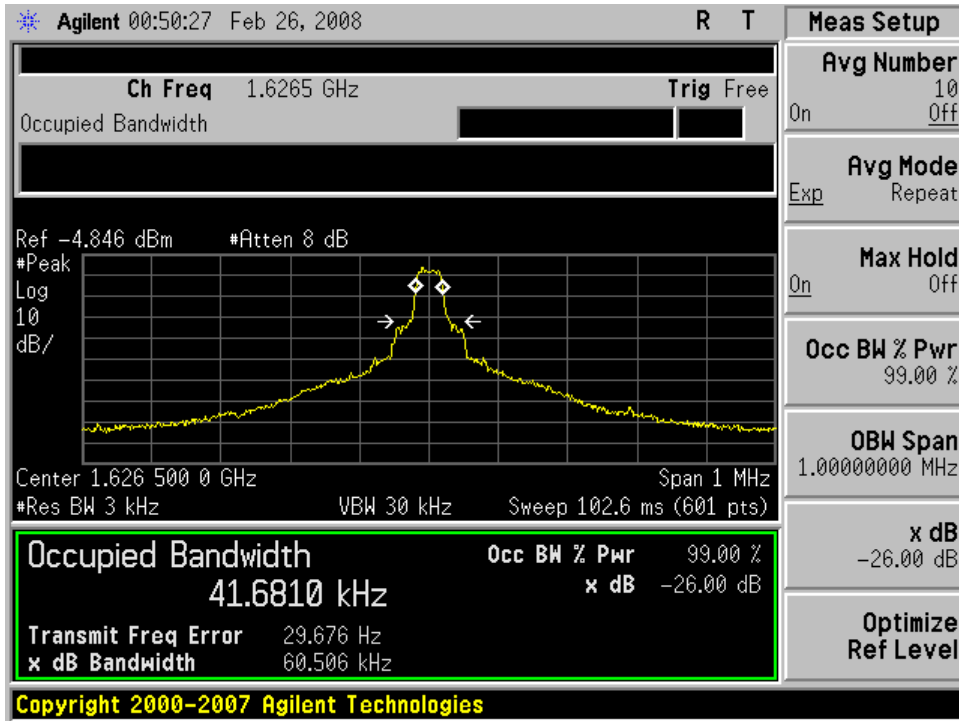 Agilent 00:50:27 Feb 26, 2008 R T
Ch Freq 1.6265 GHz Trig Free
Occupied Bandwidth
Ref -4.846 dBm #Atten 8 dB
#Peak
Log
10
dB/
Center 1.626 500 0 GHz Span 1 MHz
#Res BW 3 kHz VBW 30 kHz Sweep 102.6 ms (601 pts)
Occupied Bandwidth Occ BW % Pwr 99.00 %
41.6810 kHz x dB -26.00 dB
Transmit Freq Error 29.676 Hz
x dB Bandwidth 60.506 kHz
Copyright 2000-2007 Agilent Technologies
Meas Setup
Avg Number
10
On Off
Avg Mode
Exp Repeat
Max Hold
On Off
Occ BW % Pwr
99.00 %
OBW Span
1.00000000 MHz
x dB
-26.00 dB
Optimize
Ref Level